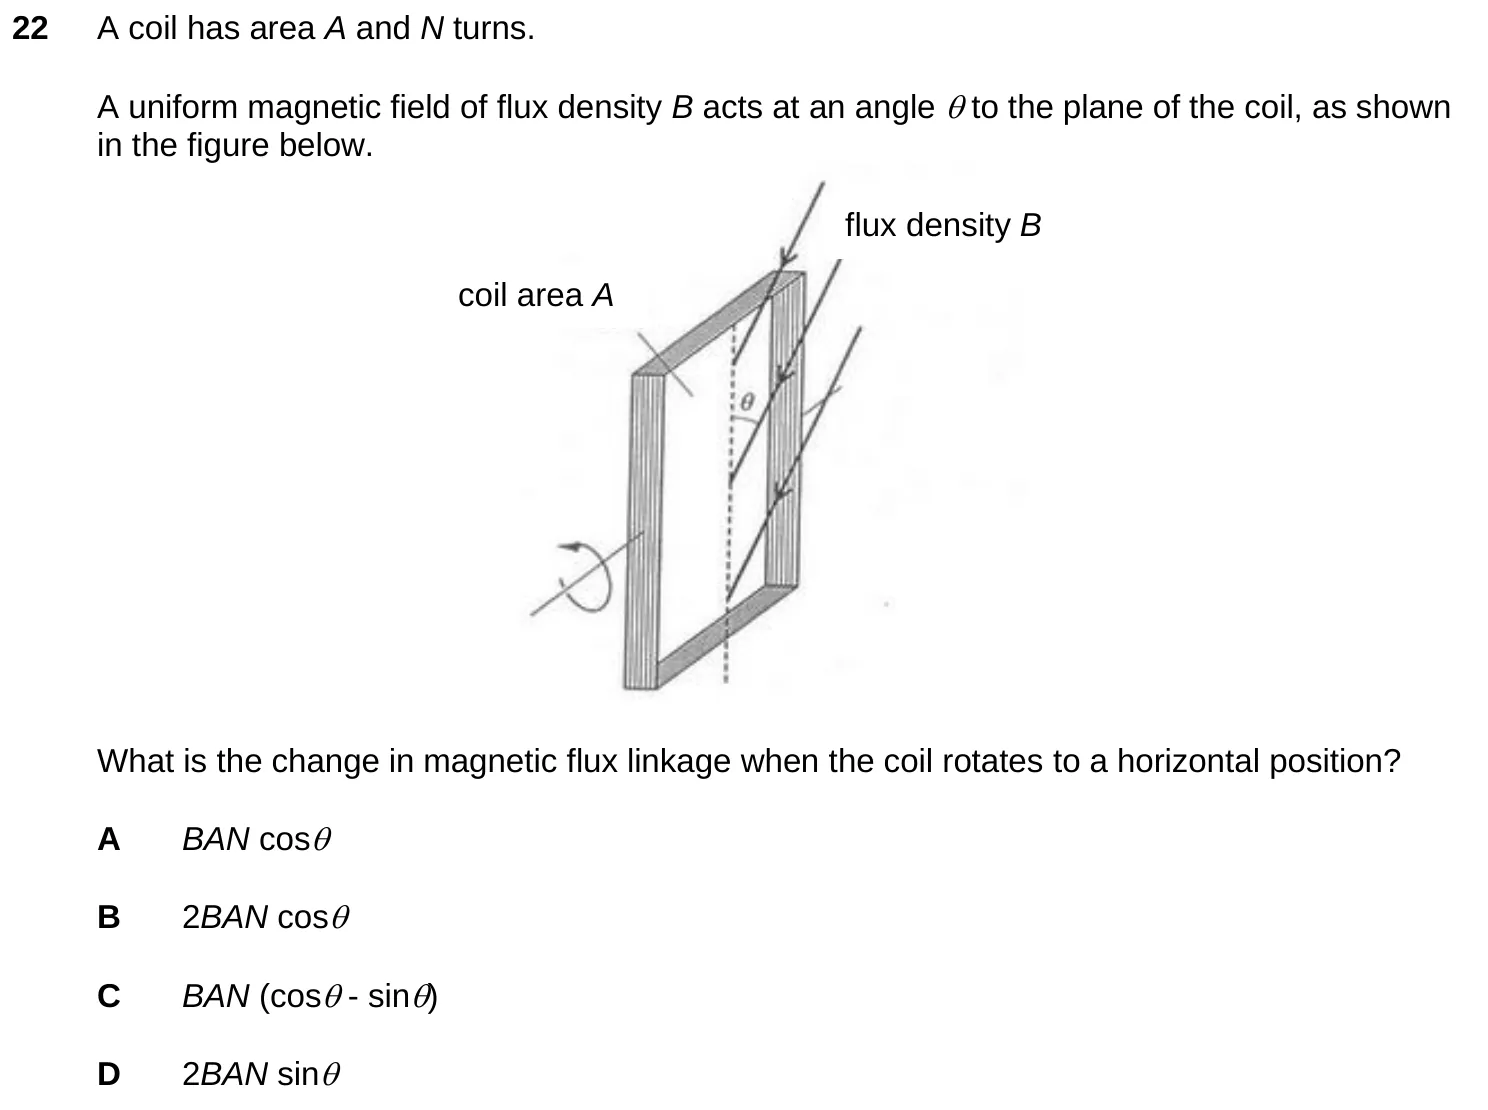 22 A coil has area A and N turns.
A uniform magnetic field of flux density B acts at an angle θ to the plane of the coil, as shown
in the figure below.
flux density B
coil area A
θ
What is the change in magnetic flux linkage when the coil rotates to a horizontal position?
A BAN cosθ
B 2BAN cosθ
C BAN (cosθ - sinθ)
D 2BAN sinθ